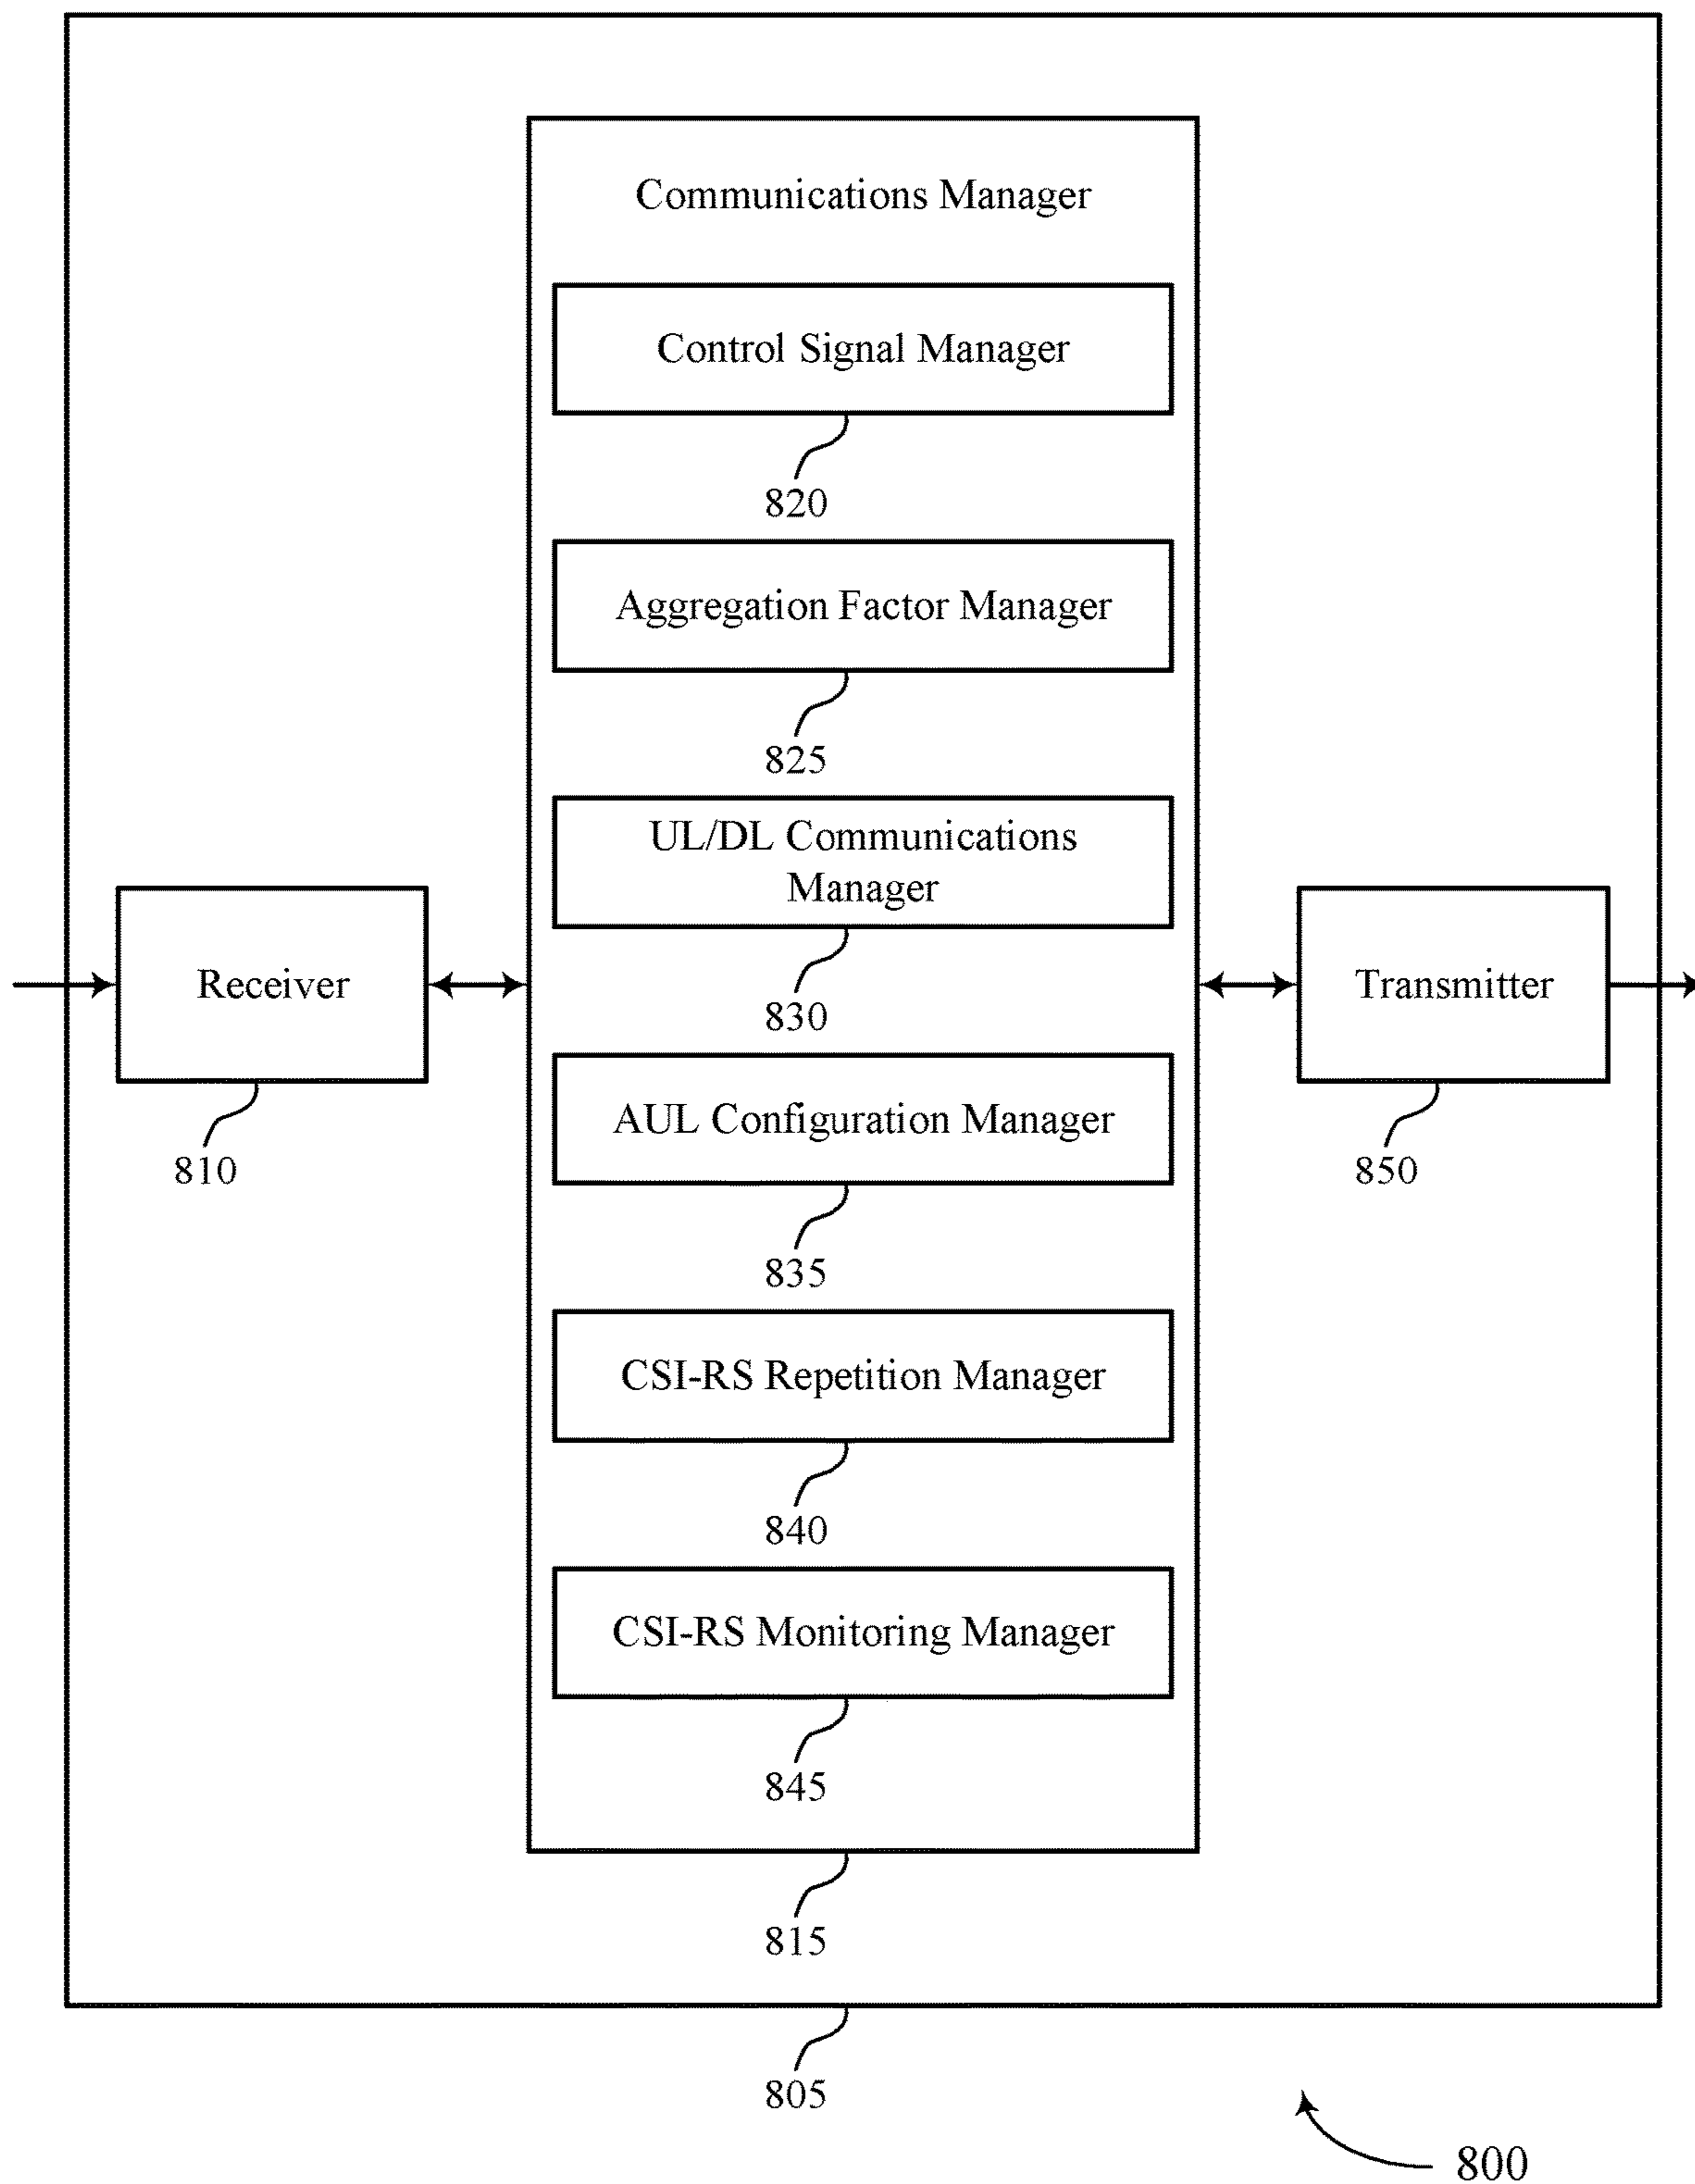 Communications Manager
Control Signal Manager
820
Aggregation Factor Manager
825
UL/DL Communications
Manager
830
Receiver
810
Transmitter
850
AUL Configuration Manager
835
CSI-RS Repetition Manager
840
CSI-RS Monitoring Manager
845
815
805
800